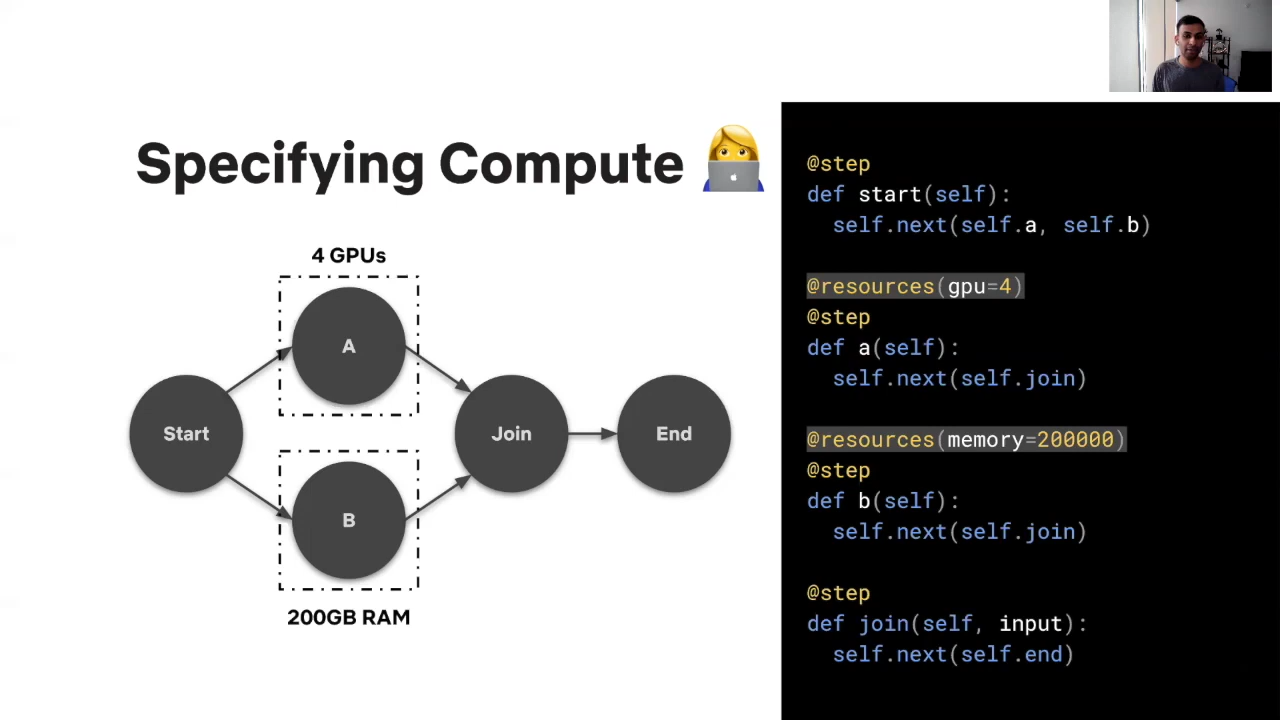 Specifying Compute
4 GPUs
A
Start
Join
End
B
200GB RAM
@step
def start(self):
  self.next(self.a, self.b)
@resources(gpu=4)
@step
def a(self):
  self.next(self.join)
@resources(memory=200000)
@step
def b(self):
  self.next(self.join)
@step
def join(self, input):
  self.next(self.end)